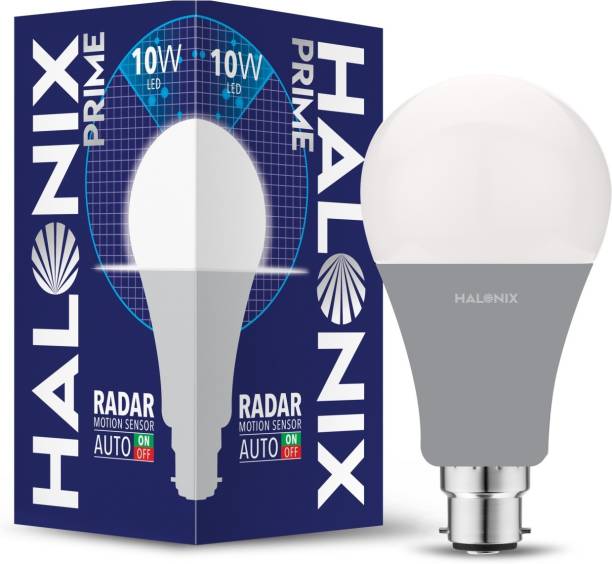 HALONIX
PRIME
10W
LED
10W
LED
PRIME
HALONIX
RADAR
MOTION SENSOR
AUTO ON OFF
RADAR
MOTION SENSOR
AUTO ON OFF
HALONIX